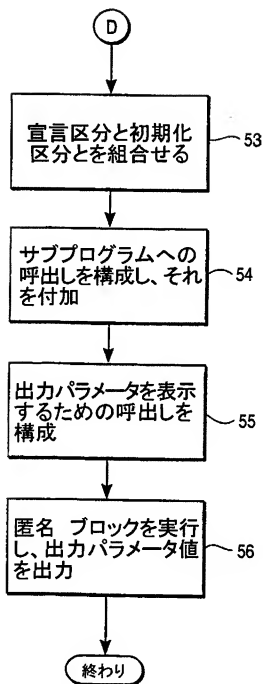 D
宣言区分と初期化
区分とを組合せる
53
サブプログラムへの
呼出しを構成し、それ
を付加
54
出力パラメータを表示
するための呼出しを
構成
55
匿名 ブロックを実行
し、出力パラメータ値
を出力
56
終わり